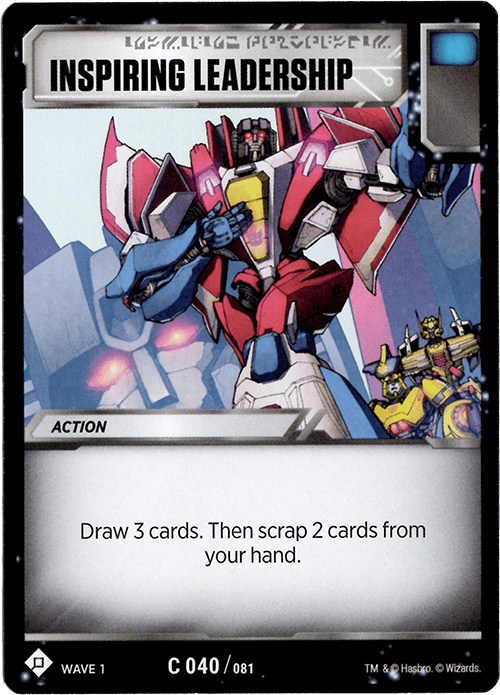 INSPIRING LEADERSHIP
ACTION
Draw 3 cards. Then scrap 2 cards from
your hand.
WAVE 1 C 040/081 TM & © Hasbro. © Wizards.